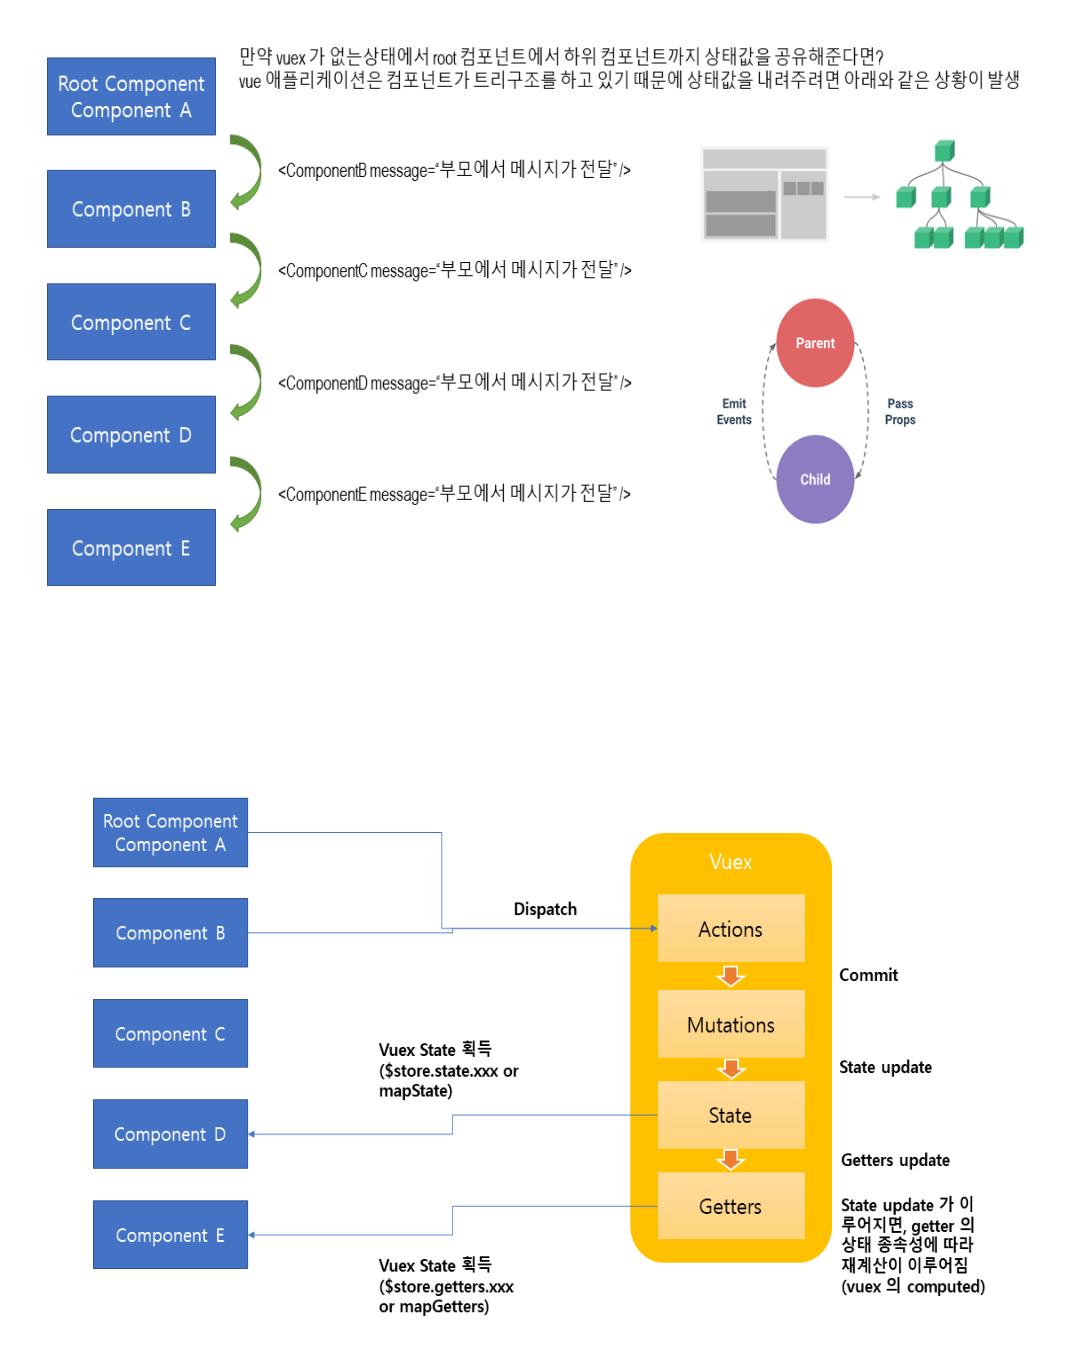 만약 vuex 가 없는상태에서 root 컴포넌트에서 하위 컴포넌트까지 상태값을 공유해준다면?
vue 애플리케이션은 컴포넌트가 트리구조를 하고 있기 때문에 상태값을 내려주려면 아래와 같은 상황이 발생
Root Component
Component A
<ComponentB message=“부모에서 메시지가 전달” />
Component B
<ComponentC message=“부모에서 메시지가 전달” />
Component C
<ComponentD message=“부모에서 메시지가 전달” />
Component D
<ComponentE message=“부모에서 메시지가 전달” />
Component E
Parent
Emit
Events
Pass
Props
Child
Root Component
Component A
Component B
Component C
Component D
Component E
Dispatch
Vuex State 획득
($store.state.xxx or
mapState)
Vuex State 획득
($store.getters.xxx
or mapGetters)
Vuex
Actions
Mutations
State
Getters
Commit
State update
Getters update
State update 가 이
루어지면, getter 의
상태 종속성에 따라
재계산이 이루어짐
(vuex 의 computed)